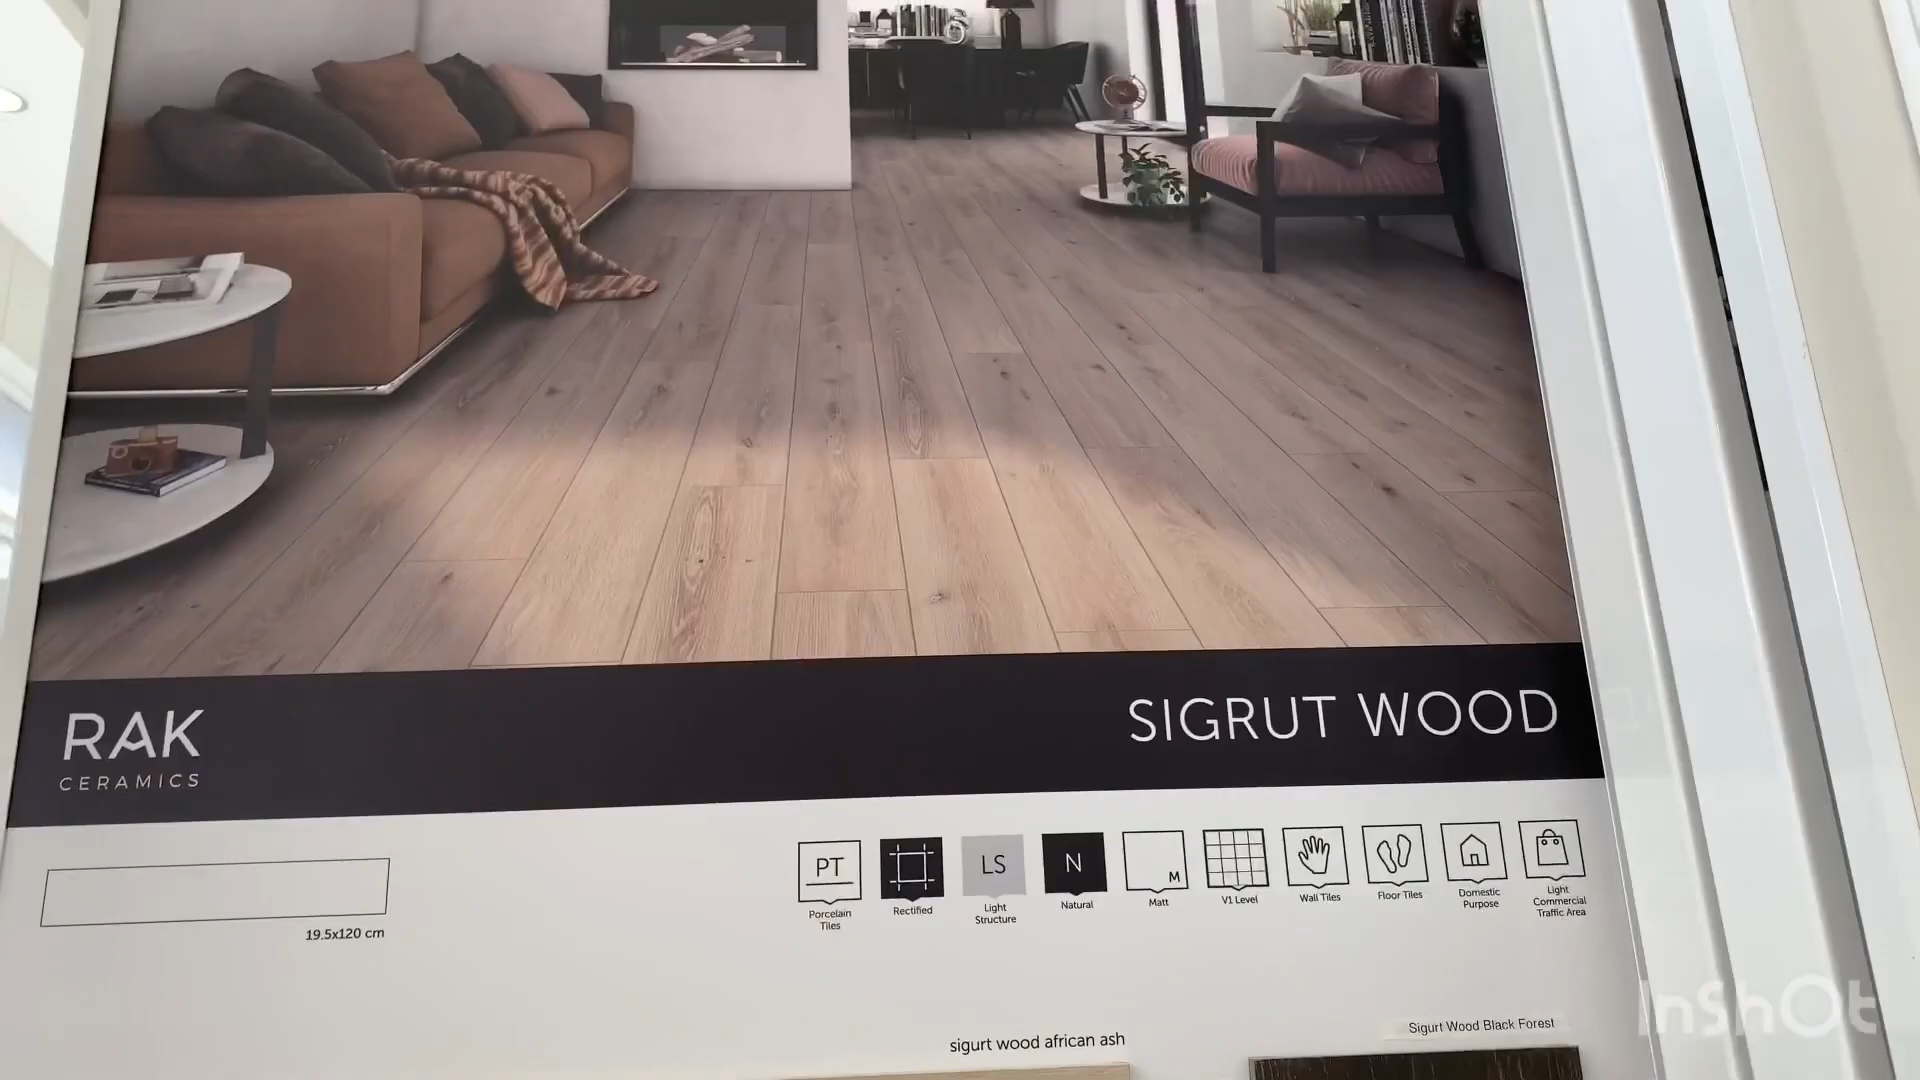 RAK
CERAMICS
SIGRUT WOOD
19.5x120 cm
PT
Porcelain
Tiles
Rectified
LS
Light
Structure
N
Natural
M
Matt
V1 Level
Wall Tiles
Floor Tiles
Domestic
Purpose
Light
Commercial
Traffic Area
sigurt wood african ash
Sigurt Wood Black Forest
InShOt